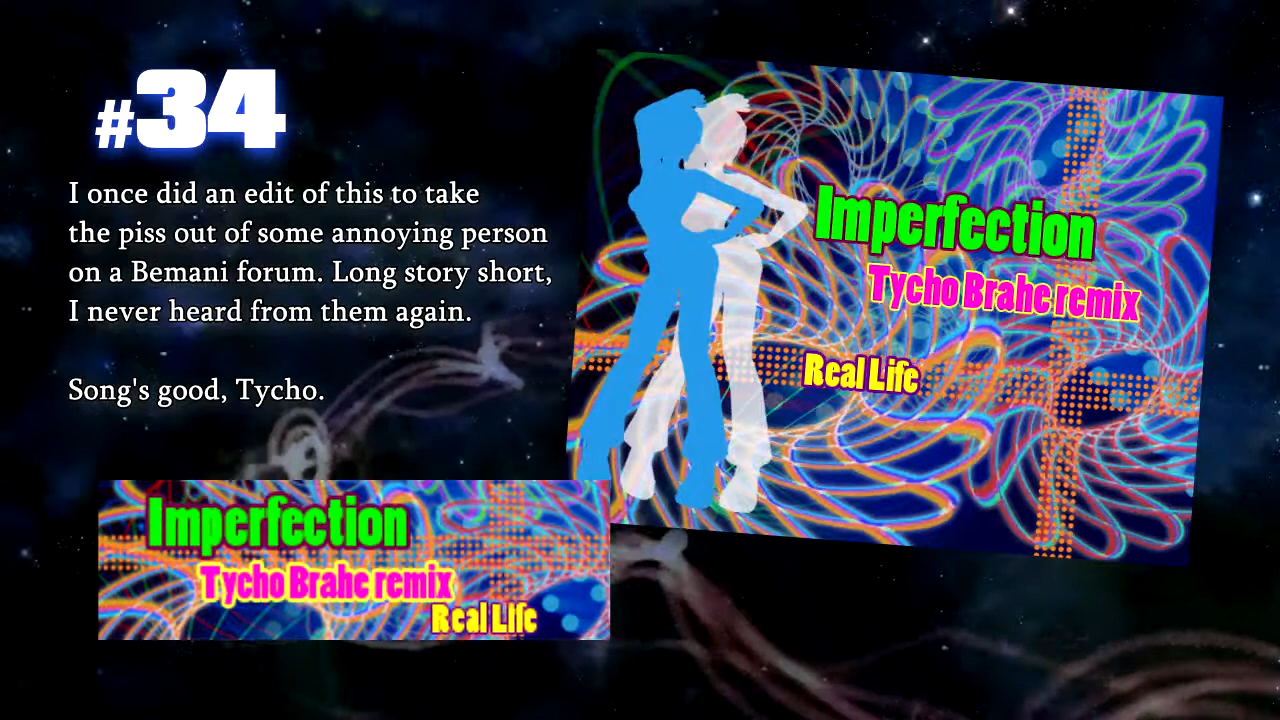 #34
I once did an edit of this to take
the piss out of some annoying person
on a Bemani forum. Long story short,
I never heard from them again.
Song's good, Tycho.
Imperfection
Tycho Brahe remix
Real Life
Imperfection
Tycho Brahe remix
Real Life